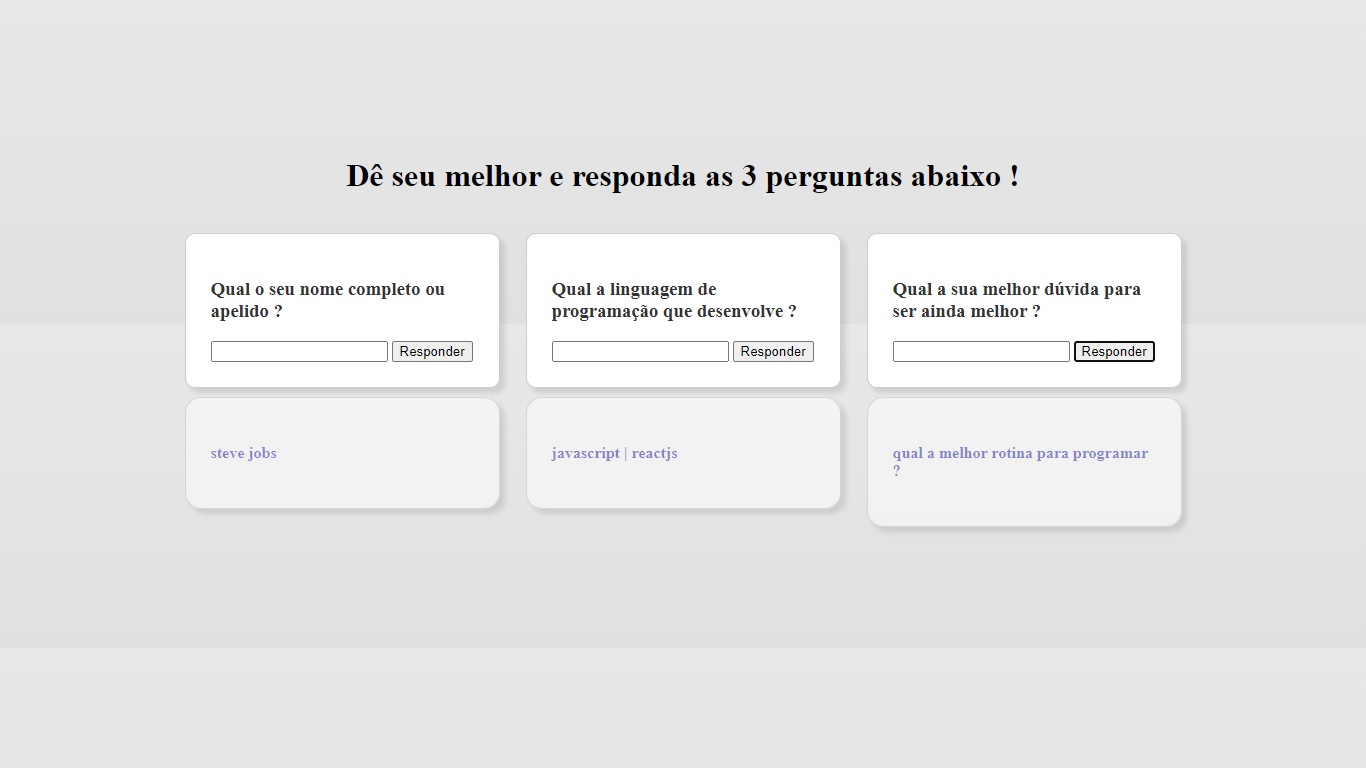 Dê seu melhor e responda as 3 perguntas abaixo !
Qual o seu nome completo ou
apelido ?
Responder
steve jobs
Qual a linguagem de
programação que desenvolve ?
Responder
javascript | reactjs
Qual a sua melhor dúvida para
ser ainda melhor ?
Responder
qual a melhor rotina para programar
?